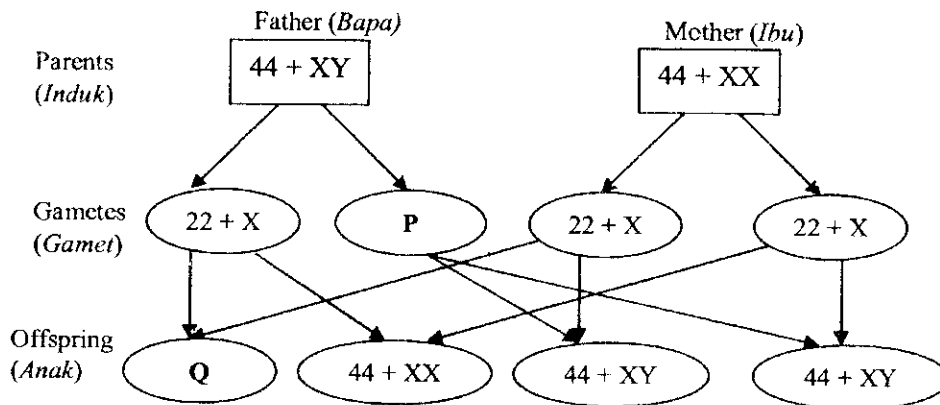 Father (Bapa)
Mother (Ibu)
Parents
(Induk)
44 + XY
44 + XX
Gametes
(Gamet)
22 + X
P
22 + X
22 + X
Offspring
(Anak)
Q
44 + XX
44 + XY
44 + XY